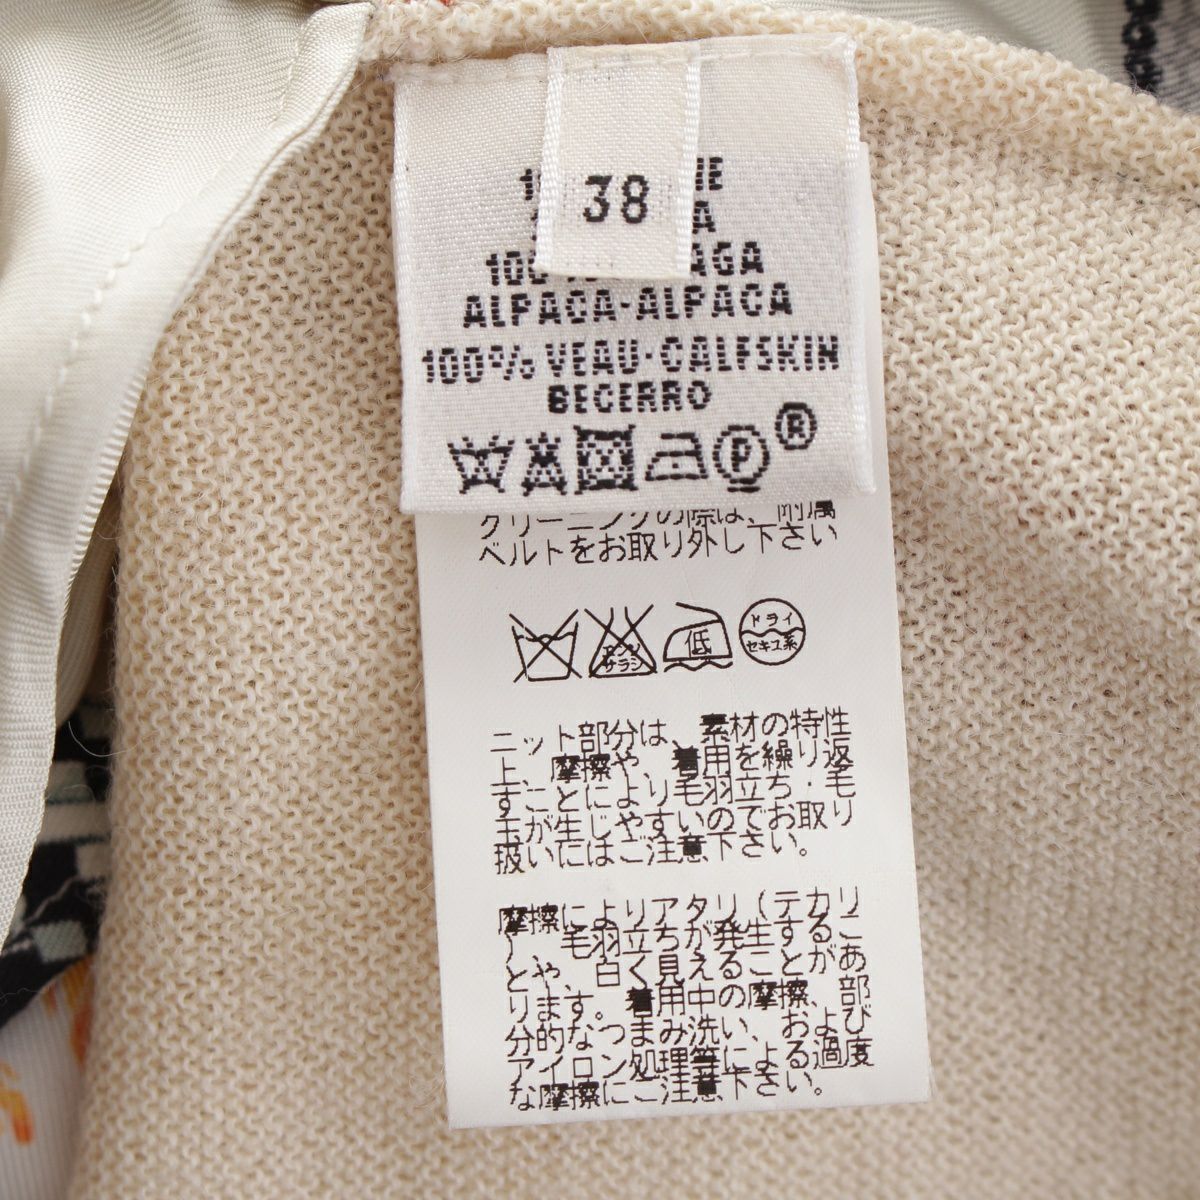 38
ALPACA-ALPACA
100% VEAU-CALFSKIN
BECERRO
P
®
クリーニングの際は、附属
ベルトをお取り外し下さい
エンソ
サラシ
低
ドライ
セキユ系
ニット部分は、素材の特性
上、摩擦や、着用を繰り返
すことにより毛羽立ち・毛
玉が生じやすいのでお取り
扱いにはご注意下さい。
摩擦によりアタリ(テカリ
)　毛羽立ちが発生するこ
とや、白く見えることがあ
ります。着用中の摩擦、部
分的なつまみ洗い、および
アイロン処理等による過度
な摩擦にご注意下さい。